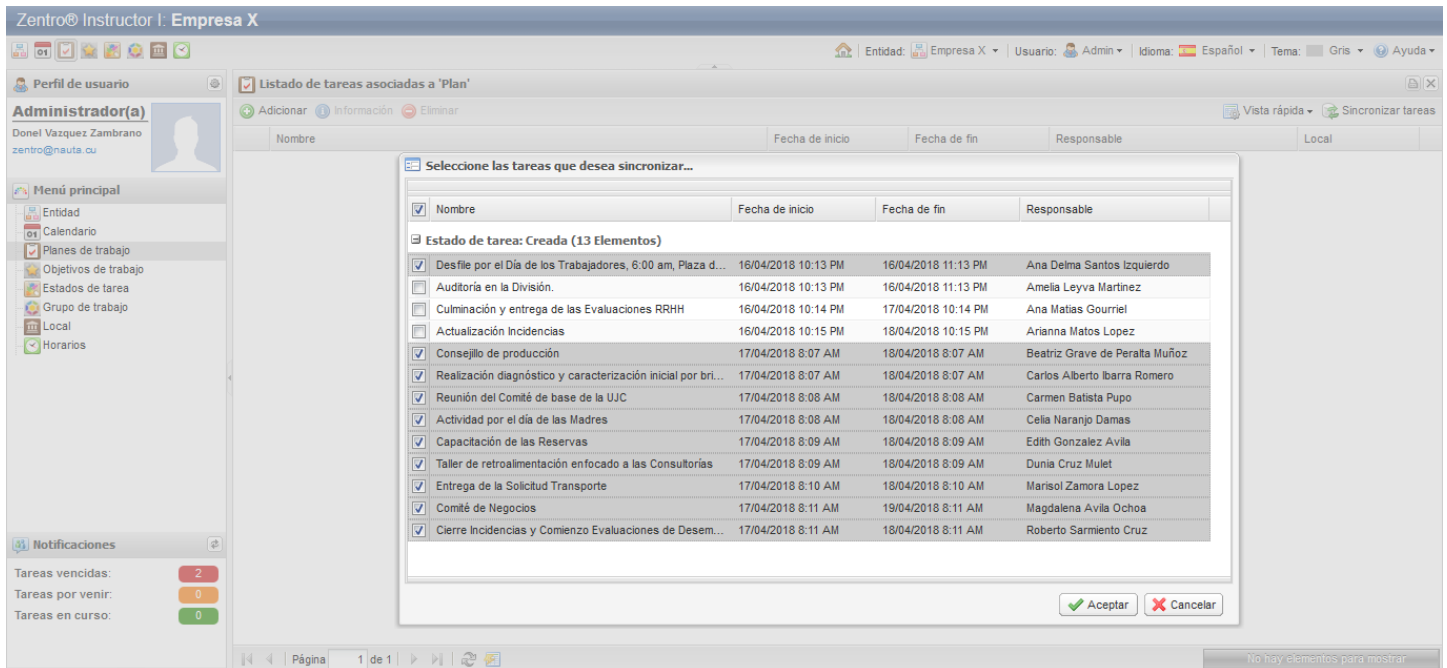 Zentro® Instructor I: Empresa X
01
Entidad: Empresa X Usuario: Admin Idioma: Español Tema: Gris Ayuda
Perfil de usuario
Listado de tareas asociadas a 'Plan'
Administrador(a)
Donel Vazquez Zambrano
zentro@nauta.cu
Adicionar Información Eliminar Vista rápida Sincronizar tareas
Nombre Fecha de inicio Fecha de fin Responsable Local
Menú principal
Entidad
01 Calendario
Planes de trabajo
Objetivos de trabajo
Estados de tarea
Grupo de trabajo
Local
Horarios
Seleccione las tareas que desea sincronizar...
Nombre Fecha de inicio Fecha de fin Responsable
Estado de tarea: Creada (13 Elementos)
Desfile por el Día de los Trabajadores, 6:00 am, Plaza d... 16/04/2018 10:13 PM 16/04/2018 11:13 PM Ana Delma Santos Izquierdo
Auditoría en la División. 16/04/2018 10:13 PM 16/04/2018 11:13 PM Amelia Leyva Martinez
Culminación y entrega de las Evaluaciones RRHH 16/04/2018 10:14 PM 17/04/2018 10:14 PM Ana Matias Gourriel
Actualización Incidencias 16/04/2018 10:15 PM 18/04/2018 10:15 PM Arianna Matos Lopez
Consejillo de producción 17/04/2018 8:07 AM 18/04/2018 8:07 AM Beatriz Grave de Peralta Muñoz
Realización diagnóstico y caracterización inicial por bri... 17/04/2018 8:07 AM 18/04/2018 8:07 AM Carlos Alberto Ibarra Romero
Reunión del Comité de base de la UJC 17/04/2018 8:08 AM 18/04/2018 8:08 AM Carmen Batista Pupo
Actividad por el día de las Madres 17/04/2018 8:08 AM 18/04/2018 8:08 AM Celia Naranjo Damas
Capacitación de las Reservas 17/04/2018 8:09 AM 18/04/2018 8:09 AM Edith Gonzalez Avila
Taller de retroalimentación enfocado a las Consultorías 17/04/2018 8:09 AM 18/04/2018 8:09 AM Dunia Cruz Mulet
Entrega de la Solicitud Transporte 17/04/2018 8:10 AM 18/04/2018 8:10 AM Marisol Zamora Lopez
Comité de Negocios 17/04/2018 8:11 AM 19/04/2018 8:11 AM Magdalena Avila Ochoa
Cierre Incidencias y Comienzo Evaluaciones de Desem... 17/04/2018 8:11 AM 18/04/2018 8:11 AM Roberto Sarmiento Cruz
Aceptar Cancelar
Notificaciones
Tareas vencidas: 2
Tareas por venir: 0
Tareas en curso: 0
Página 1 de 1
No hay elementos para mostrar